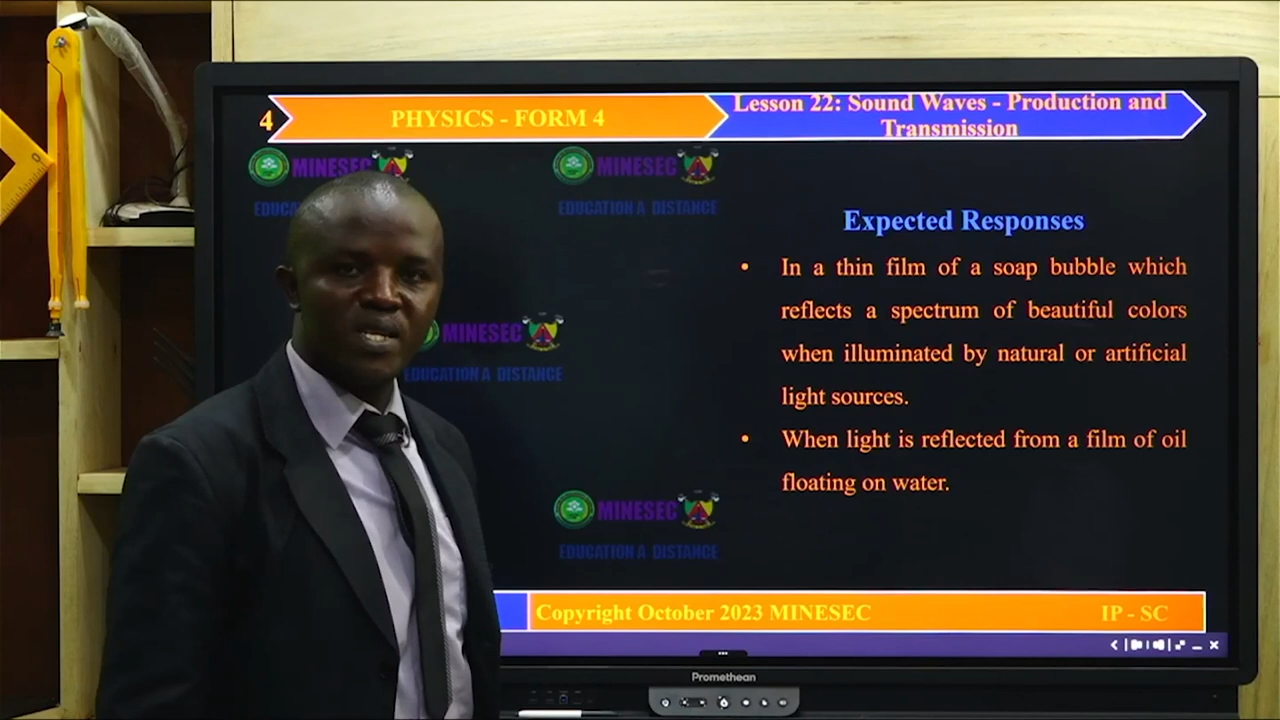 4
PHYSICS - FORM 4
Lesson 22: Sound Waves - Production and
Transmission
MINESEC
MINESEC
EDUCATION A DISTANCE
Expected Responses
• In a thin film of a soap bubble which
reflects a spectrum of beautiful colors
when illuminated by natural or artificial
light sources.
• When light is reflected from a film of oil
floating on water.
MINESEC
EDUCATION A DISTANCE
MINESEC
EDUCATION A DISTANCE
Copyright October 2023 MINESEC
IP - SC
Promethean